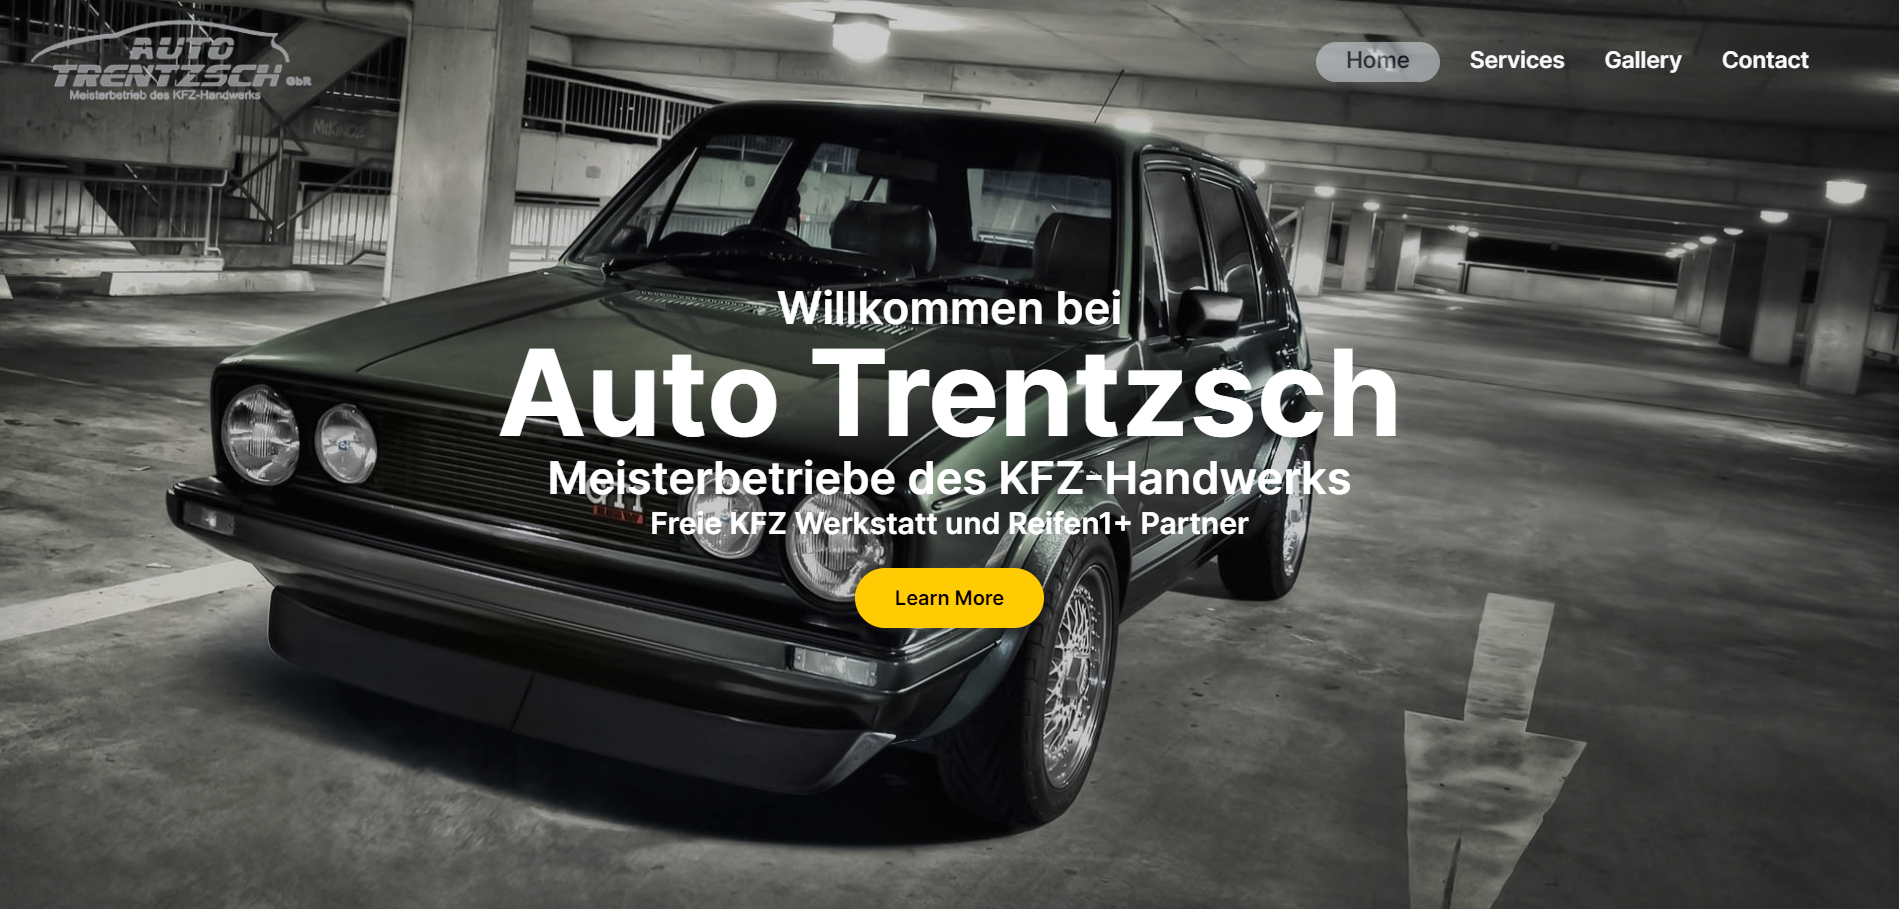 AUTO
TRENTZSCH GbR
Meisterbetrieb des KFZ-Handwerks
Home Services Gallery Contact
Willkommen bei
Auto Trentzsch
Meisterbetriebe des KFZ-Handwerks
GTI
Freie KFZ Werkstatt und Reifen1+ Partner
Learn More